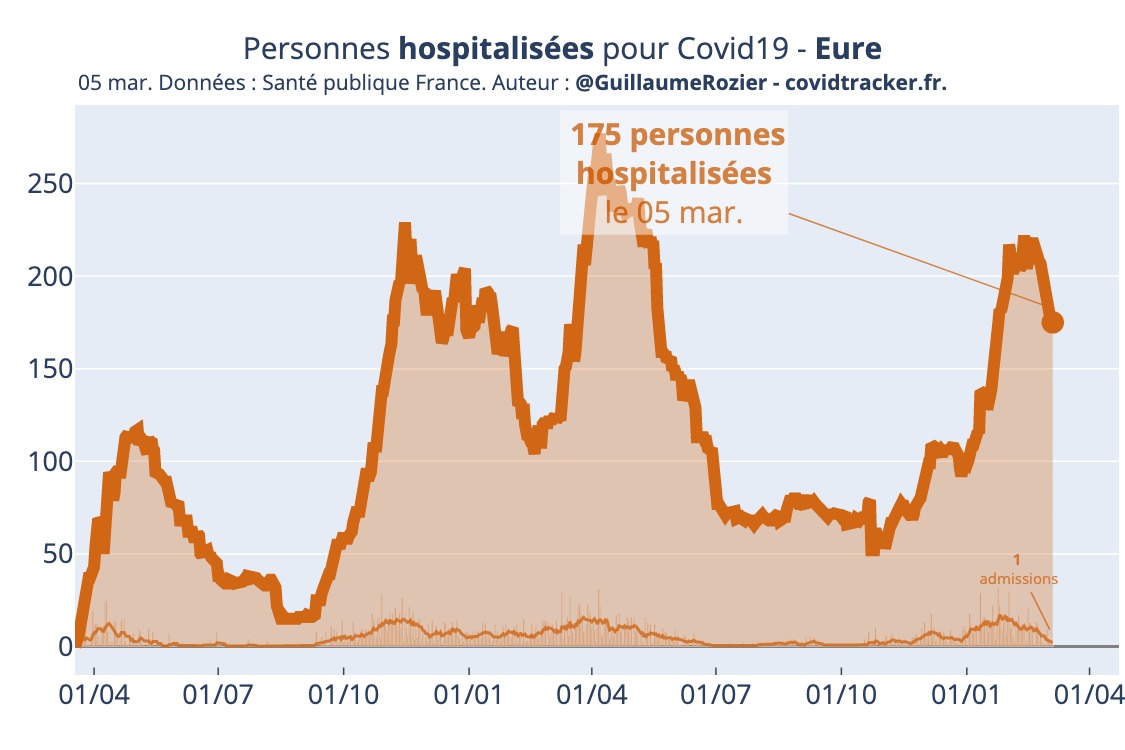 Personnes hospitalisées pour Covid19 - Eure
05 mar. Données : Santé publique France. Auteur : @GuillaumeRozier - covidtracker.fr.
175 personnes
hospitalisées
le 05 mar.
250
200
150
100
50
0
1
admissions
01/04 01/07 01/10 01/01 01/04 01/07 01/10 01/01 01/04